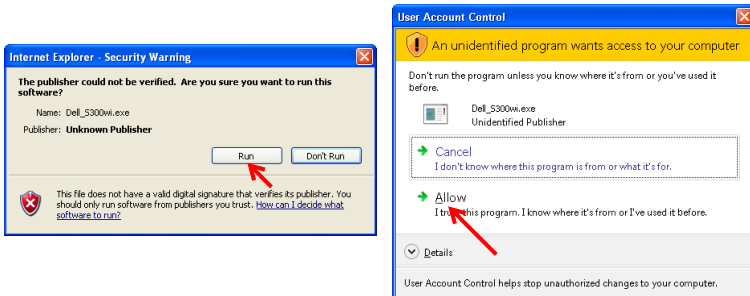 Internet Explorer - Security Warning
The publisher could not be verified. Are you sure you want to run this
software?
Name: Dell_S300wi.exe
Publisher: Unknown Publisher
Run
Don't Run
This file does not have a valid digital signature that verifies its publisher. You
should only run software from publishers you trust. How can I decide what
software to run?
User Account Control
An unidentified program wants access to your computer
Don't run the program unless you know where it's from or you've used it
before.
Dell_S300wi.exe
Unidentified Publisher
Cancel
I don't know where this program is from or what it's for.
Allow
I trust this program. I know where it's from or I've used it before.
Details
User Account Control helps stop unauthorized changes to your computer.